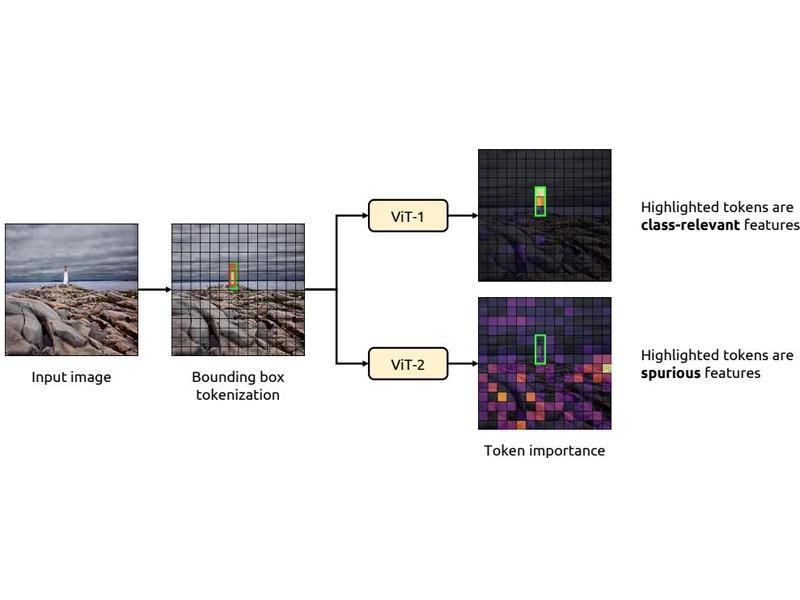 Input image
Bounding box
tokenization
ViT-1
ViT-2
Token importance
Highlighted tokens are
class-relevant features
Highlighted tokens are
spurious features